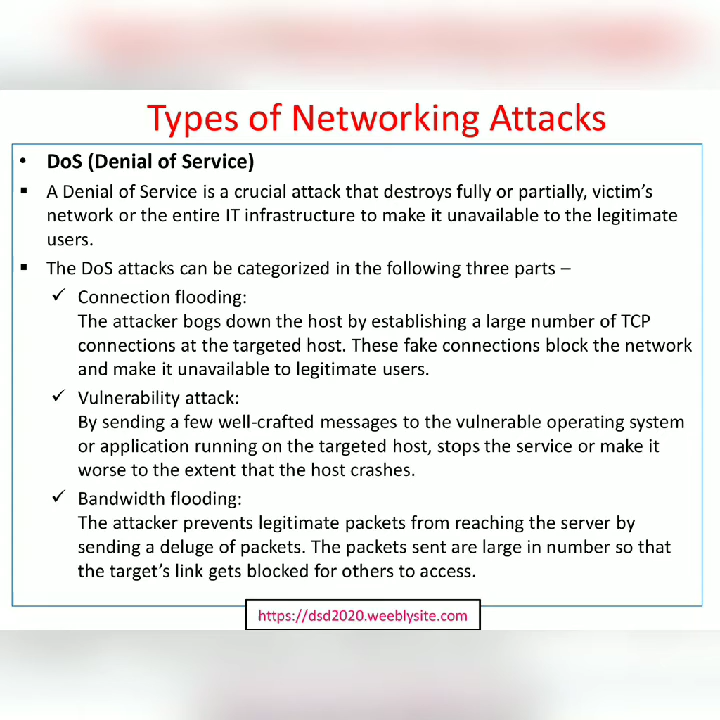 Types of Networking Attacks
• DoS (Denial of Service)
▪ A Denial of Service is a crucial attack that destroys fully or partially, victim's
network or the entire IT infrastructure to make it unavailable to the legitimate
users.
▪ The DoS attacks can be categorized in the following three parts –
✓ Connection flooding:
The attacker bogs down the host by establishing a large number of TCP
connections at the targeted host. These fake connections block the network
and make it unavailable to legitimate users.
✓ Vulnerability attack:
By sending a few well-crafted messages to the vulnerable operating system
or application running on the targeted host, stops the service or make it
worse to the extent that the host crashes.
✓ Bandwidth flooding:
The attacker prevents legitimate packets from reaching the server by
sending a deluge of packets. The packets sent are large in number so that
the target's link gets blocked for others to access.
https://dsd2020.weeblysite.com